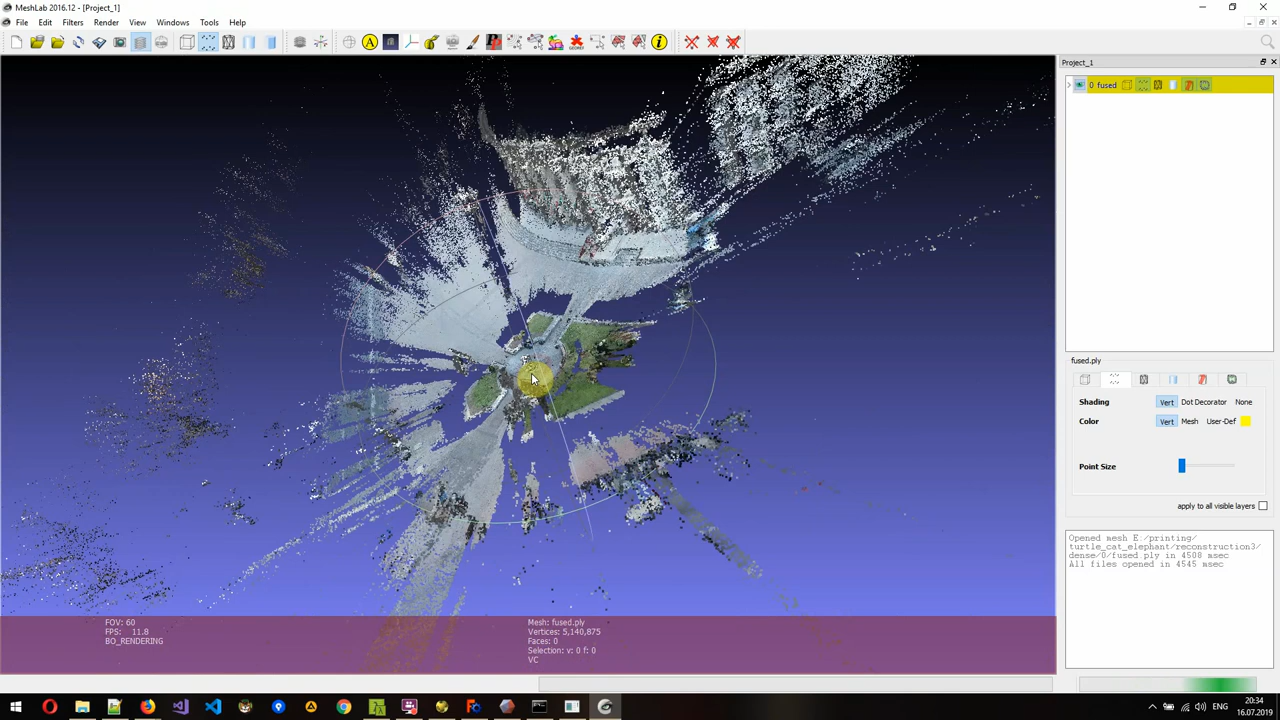 MeshLab 2016.12 - [Project_1]
File Edit Filters Render View Windows Tools Help
Project_1
0 fused
fused.ply
Shading Vert Dot Decorator None
Color Vert Mesh User-Def
Point Size
apply to all visible layers
Opened mesh E:/printing/
turtle_cat_elephant/reconstruction3/
dense/0/fused.ply in 4508 msec
All files opened in 4545 msec
FOV: 60
FPS: 11.8
BO_RENDERING
Mesh: fused.ply
Vertices: 5,140,875
Faces: 0
Selection: v: 0 f: 0
VC
ENG
20:34
16.07.2019